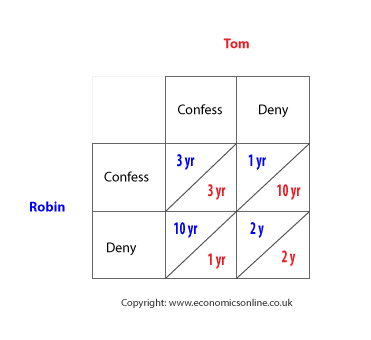 Tom
Confess Deny
Confess 3 yr 1 yr
3 yr 10 yr
Robin
Deny 10 yr 2 y
1 yr 2 y
Copyright: www.economicsonline.co.uk